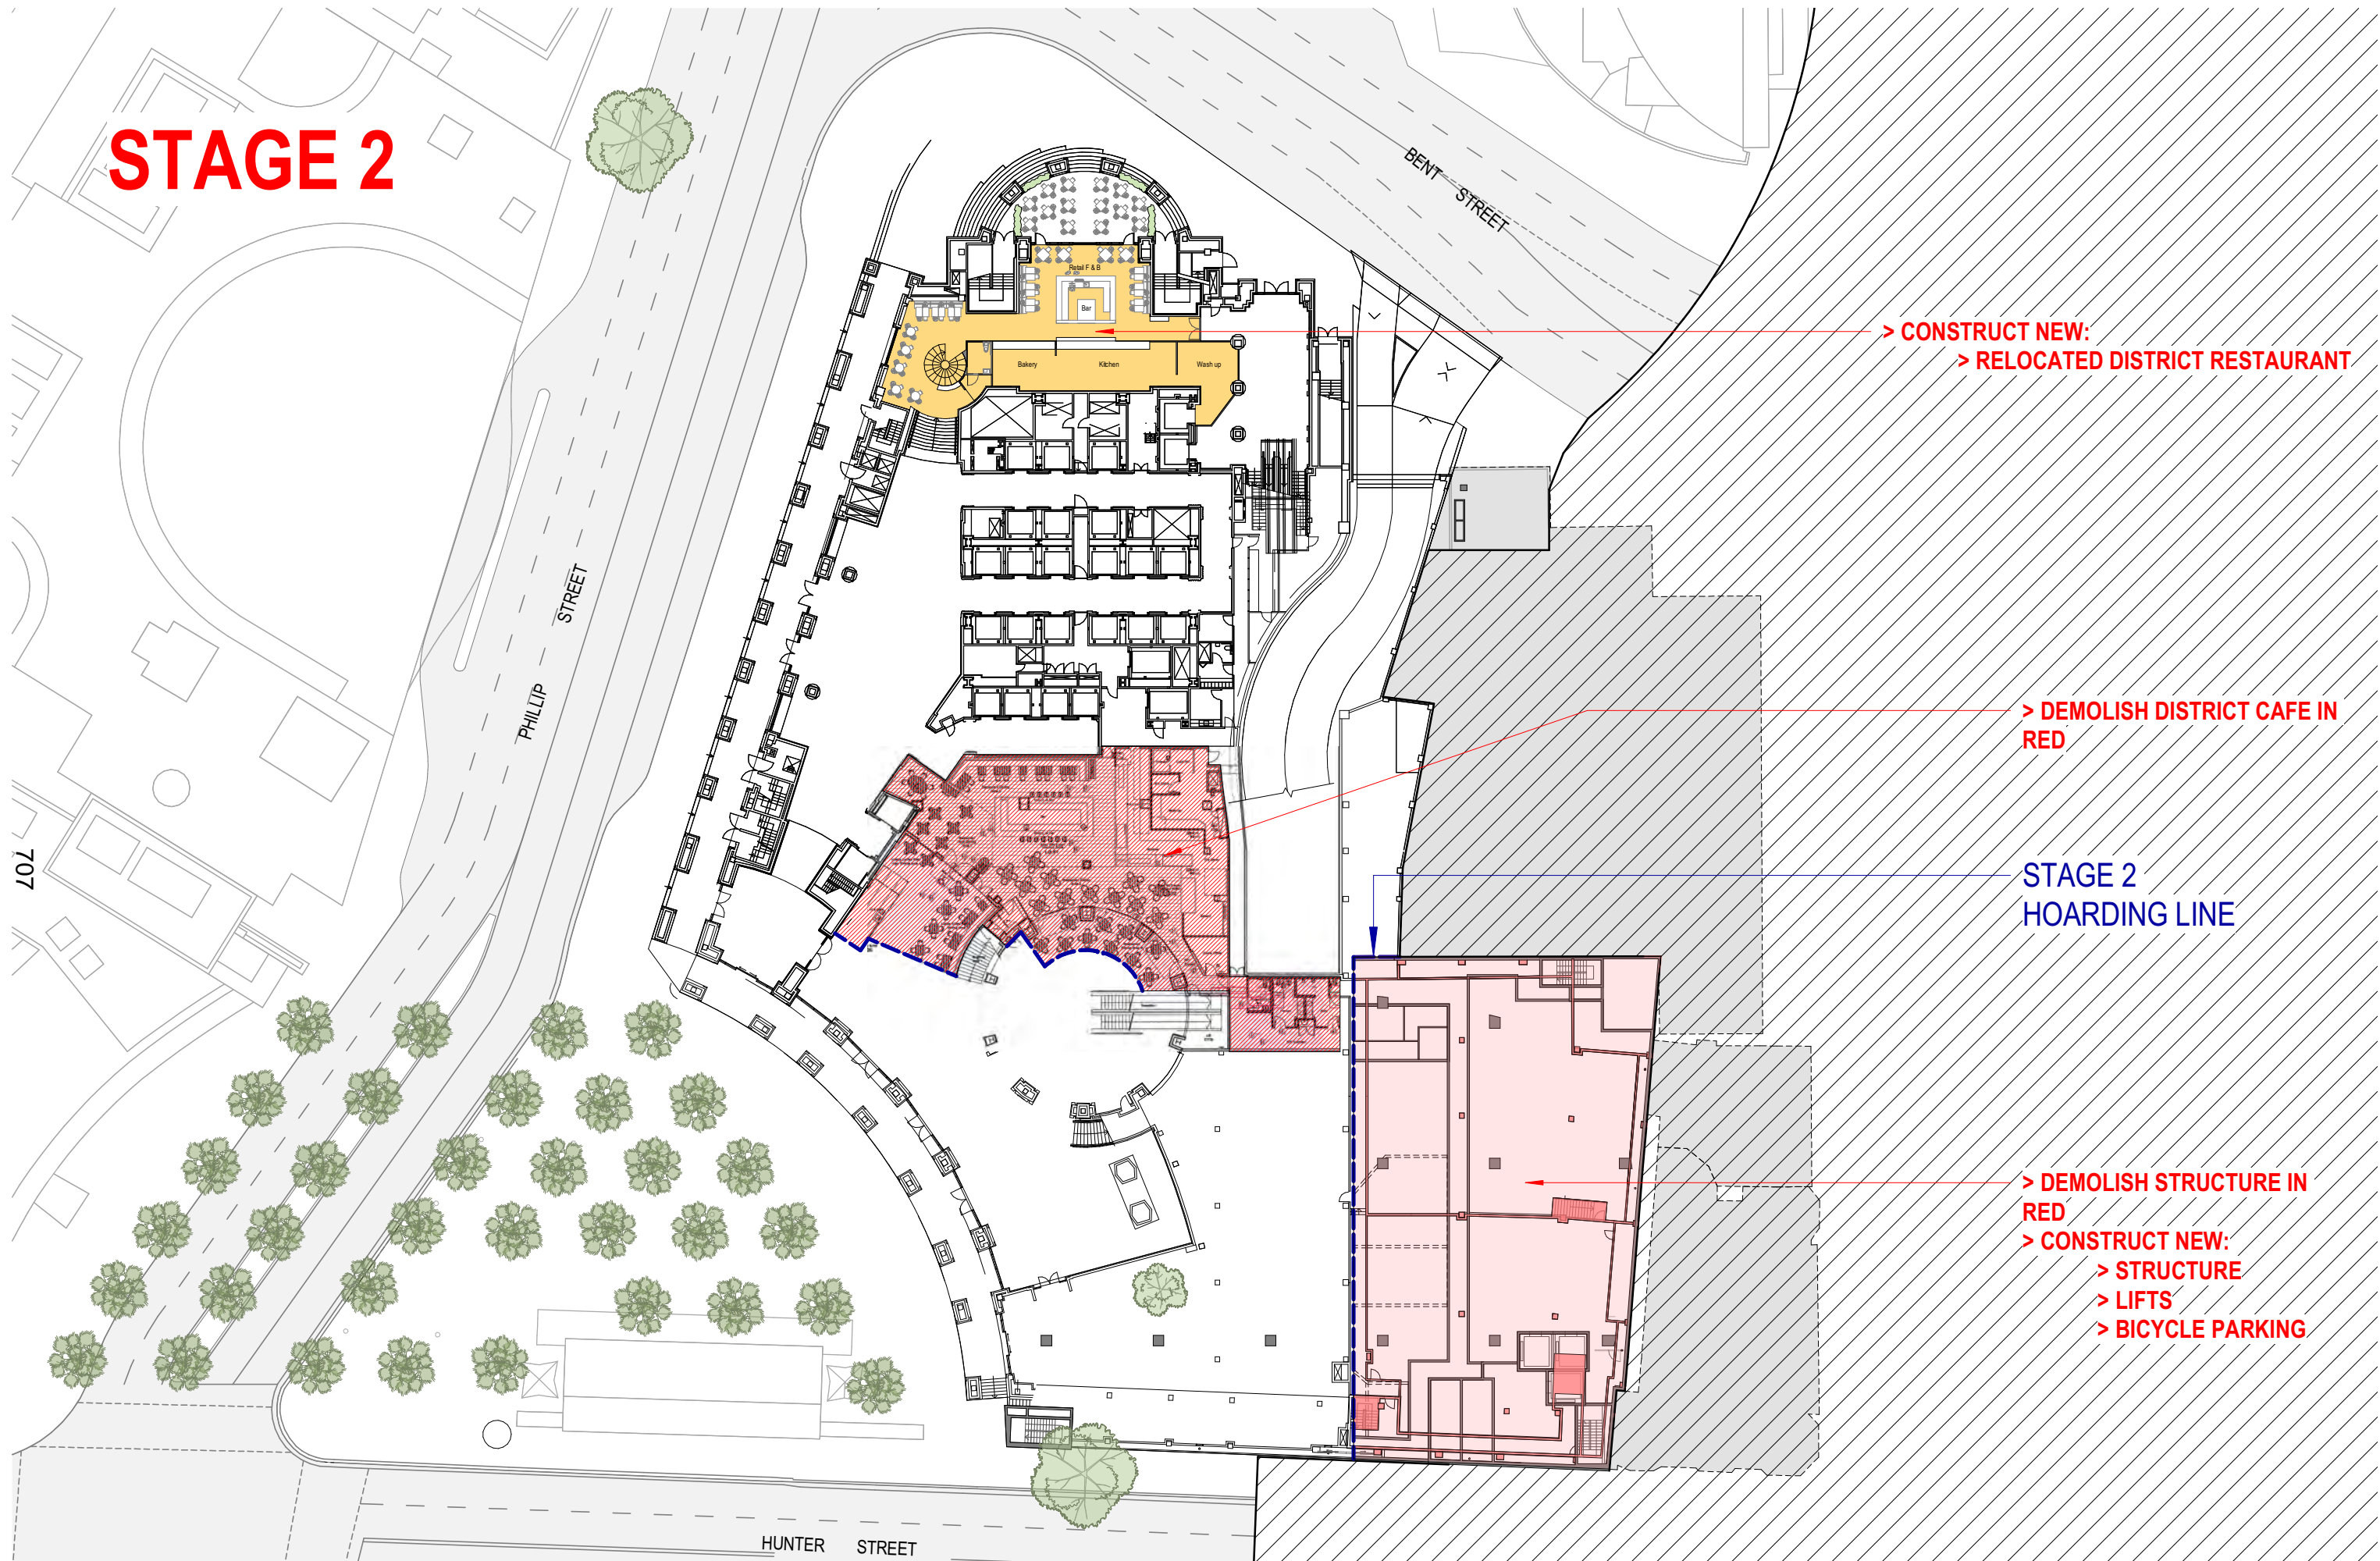 STAGE 2
BENT STREET
Retail F & B
Bar
> CONSTRUCT NEW:
> RELOCATED DISTRICT RESTAURANT
Bakery
Kitchen
Wash up
PHILLIP STREET
> DEMOLISH DISTRICT CAFE IN
RED
707
STAGE 2
HOARDING LINE
> DEMOLISH STRUCTURE IN
RED
> CONSTRUCT NEW:
> STRUCTURE
> LIFTS
> BICYCLE PARKING
HUNTER STREET